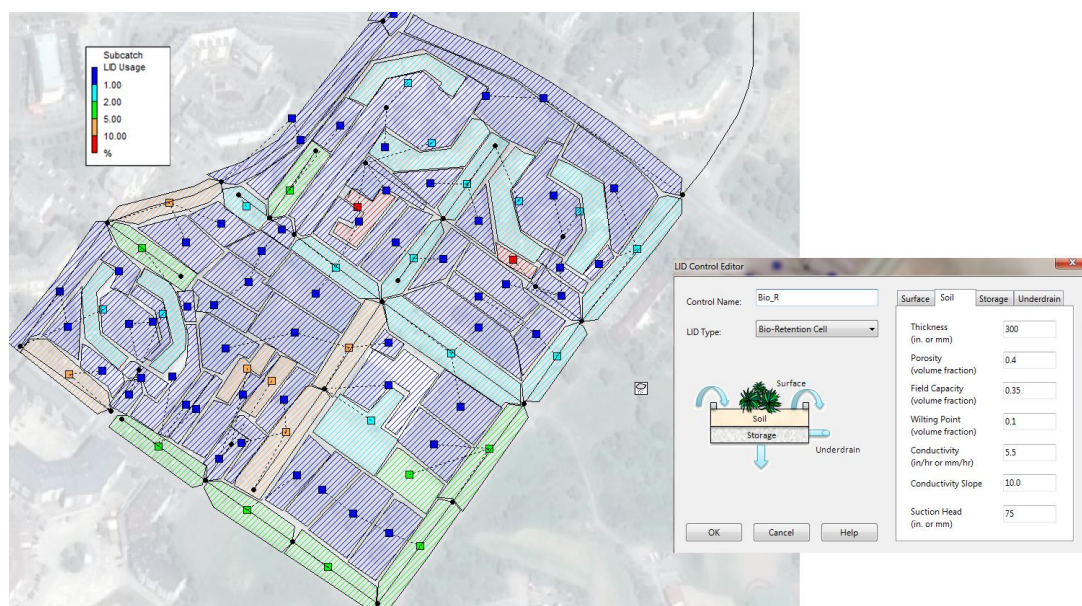 Subcatch
LID Usage
1.00
2.00
5.00
10.00
%
LID Control Editor
Control Name:
Bio_R
LID Type:
Bio-Retention Cell
Surface
Soil
Storage
Underdrain
OK
Cancel
Help
Surface
Soil
Storage
Underdrain
Thickness
(in. or mm)
300
Porosity
(volume fraction)
0.4
Field Capacity
(volume fraction)
0.35
Wilting Point
(volume fraction)
0.1
Conductivity
(in/hr or mm/hr)
5.5
Conductivity Slope
10.0
Suction Head
(in. or mm)
75